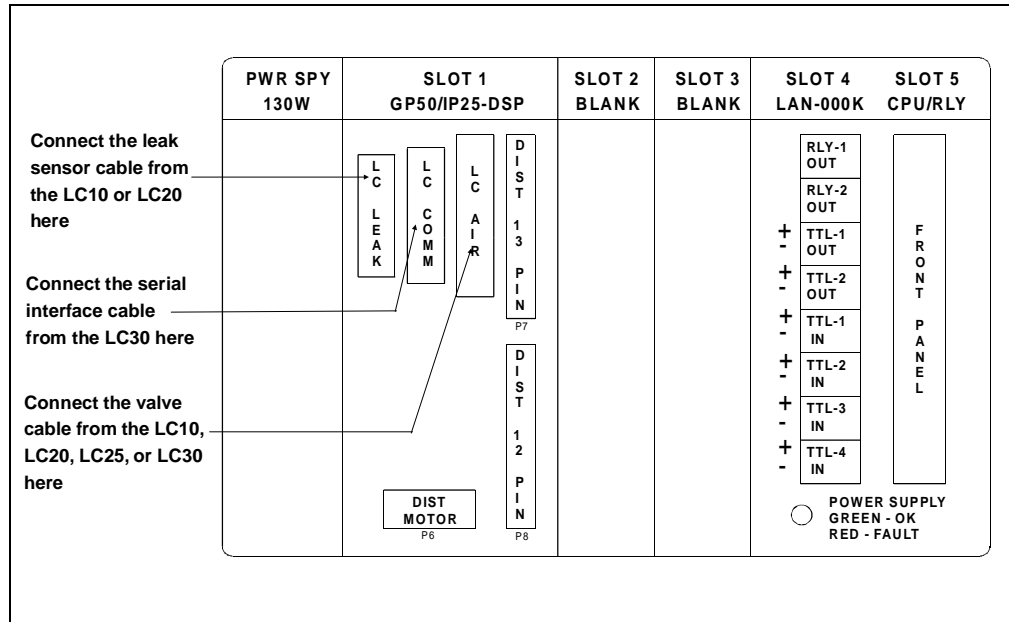 PWR SPY
130W
SLOT 1
GP50/IP25-DSP
SLOT 2
BLANK
SLOT 3
BLANK
SLOT 4
LAN-000K
SLOT 5
CPU/RLY
Connect the leak
sensor cable from
the LC10 or LC20
here
Connect the serial
interface cable
from the LC30 here
Connect the valve
cable from the LC10,
LC20, LC25, or LC30
here
LC LEAK
LC COMM
LC AIR
DIST 13 PIN
P7
DIST 12 PIN
P8
DIST
MOTOR
P6
RLY-1
OUT
RLY-2
OUT
+ TTL-1
- OUT
+ TTL-2
- OUT
+ TTL-1
- IN
+ TTL-2
- IN
+ TTL-3
- IN
+ TTL-4
- IN
FRONT PANEL
POWER SUPPLY
GREEN - OK
RED - FAULT